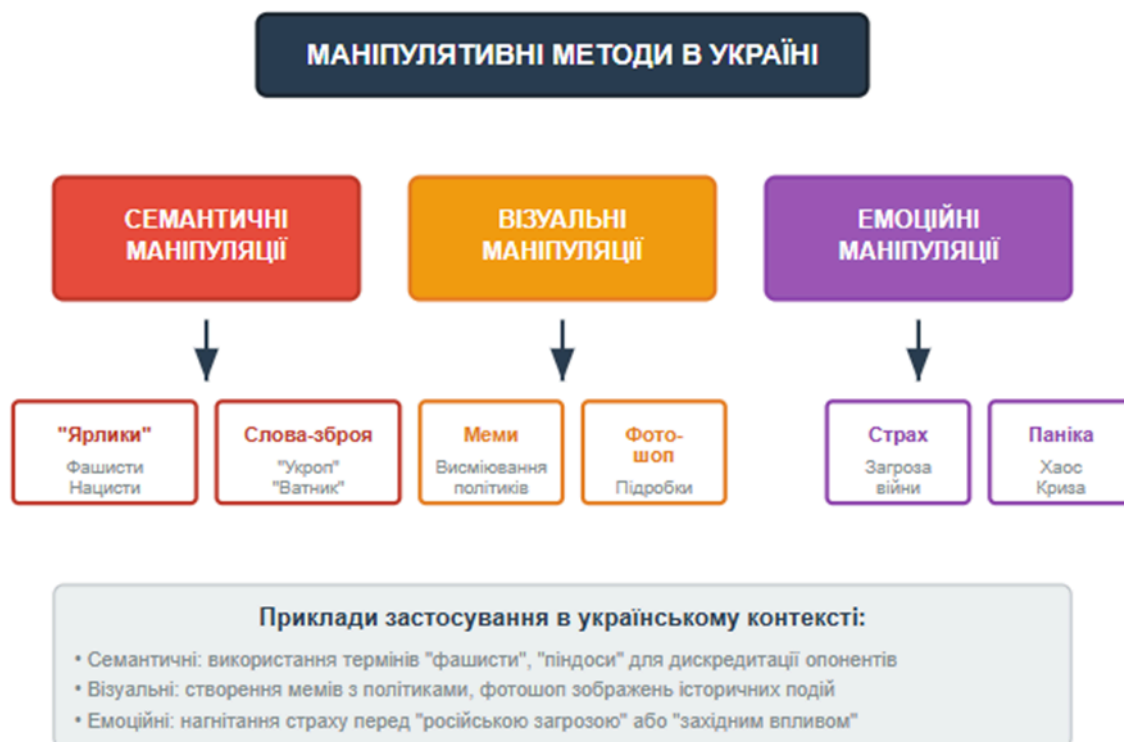 МАНІПУЛЯТИВНІ МЕТОДИ В УКРАЇНІ
СЕМАНТИЧНІ
МАНІПУЛЯЦІЇ
ВІЗУАЛЬНІ
МАНІПУЛЯЦІЇ
ЕМОЦІЙНІ
МАНІПУЛЯЦІЇ
"Ярлики"
Фашисти
Нацисти
Слова-зброя
"Укроп"
"Ватник"
Меми
Висміювання
політиків
Фото-
шоп
Підробки
Страх
Загроза
війни
Паніка
Хаос
Криза
Приклади застосування в українському контексті:
• Семантичні: використання термінів "фашисти", "піндоси" для дискредитації опонентів
• Візуальні: створення мемів з політиками, фотошоп зображень історичних подій
• Емоційні: нагнітання страху перед "російською загрозою" або "західним впливом"